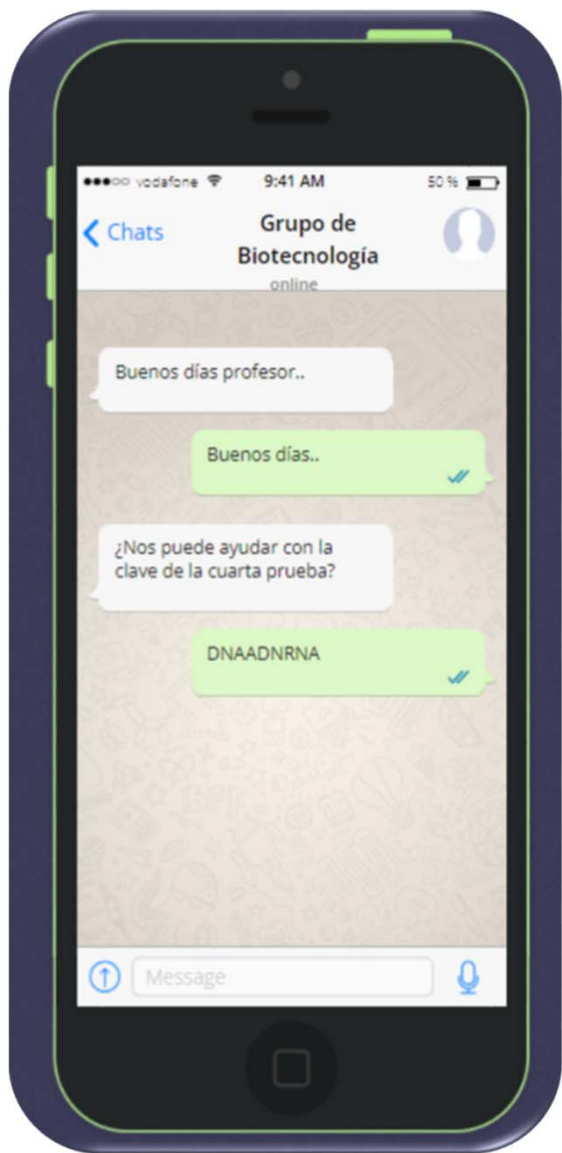 vodafone 9:41 AM 50 %
Chats
Grupo de
Biotecnología
online
Buenos días profesor..
Buenos días..
¿Nos puede ayudar con la
clave de la cuarta prueba?
DNAADNRNA
Message